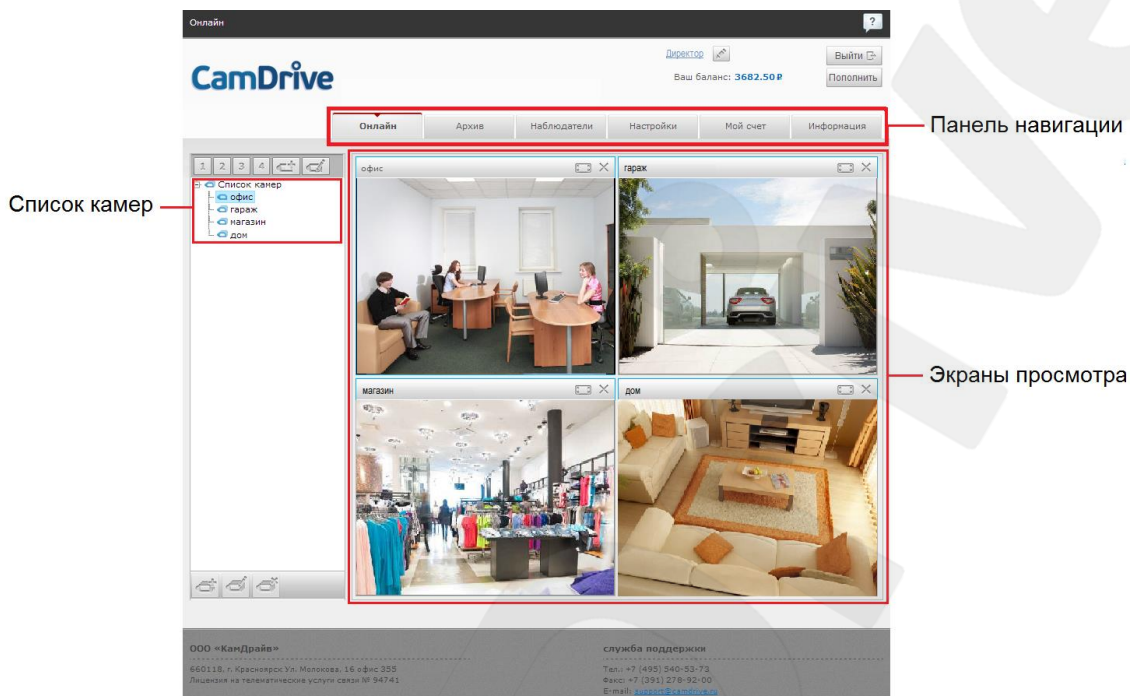 Онлайн
?
CamDrive
Директор
Выйти
Ваш баланс: 3682.50 ₽
Пополнить
Онлайн
Архив
Наблюдатели
Настройки
Мой счет
Информация
Панель навигации
1 2 3 4
Список камер
офис
гараж
магазин
дом
Список камер
офис
гараж
Экраны просмотра
магазин
дом
ООО «КамДрайв»
660118, г. Красноярск Ул. Молокова, 16 офис 355
Лицензия на телематические услуги связи № 94741
служба поддержки
Тел.: +7 (495) 540-53-73
Факс: +7 (391) 278-92-00
E-mail: support@camdrive.ru